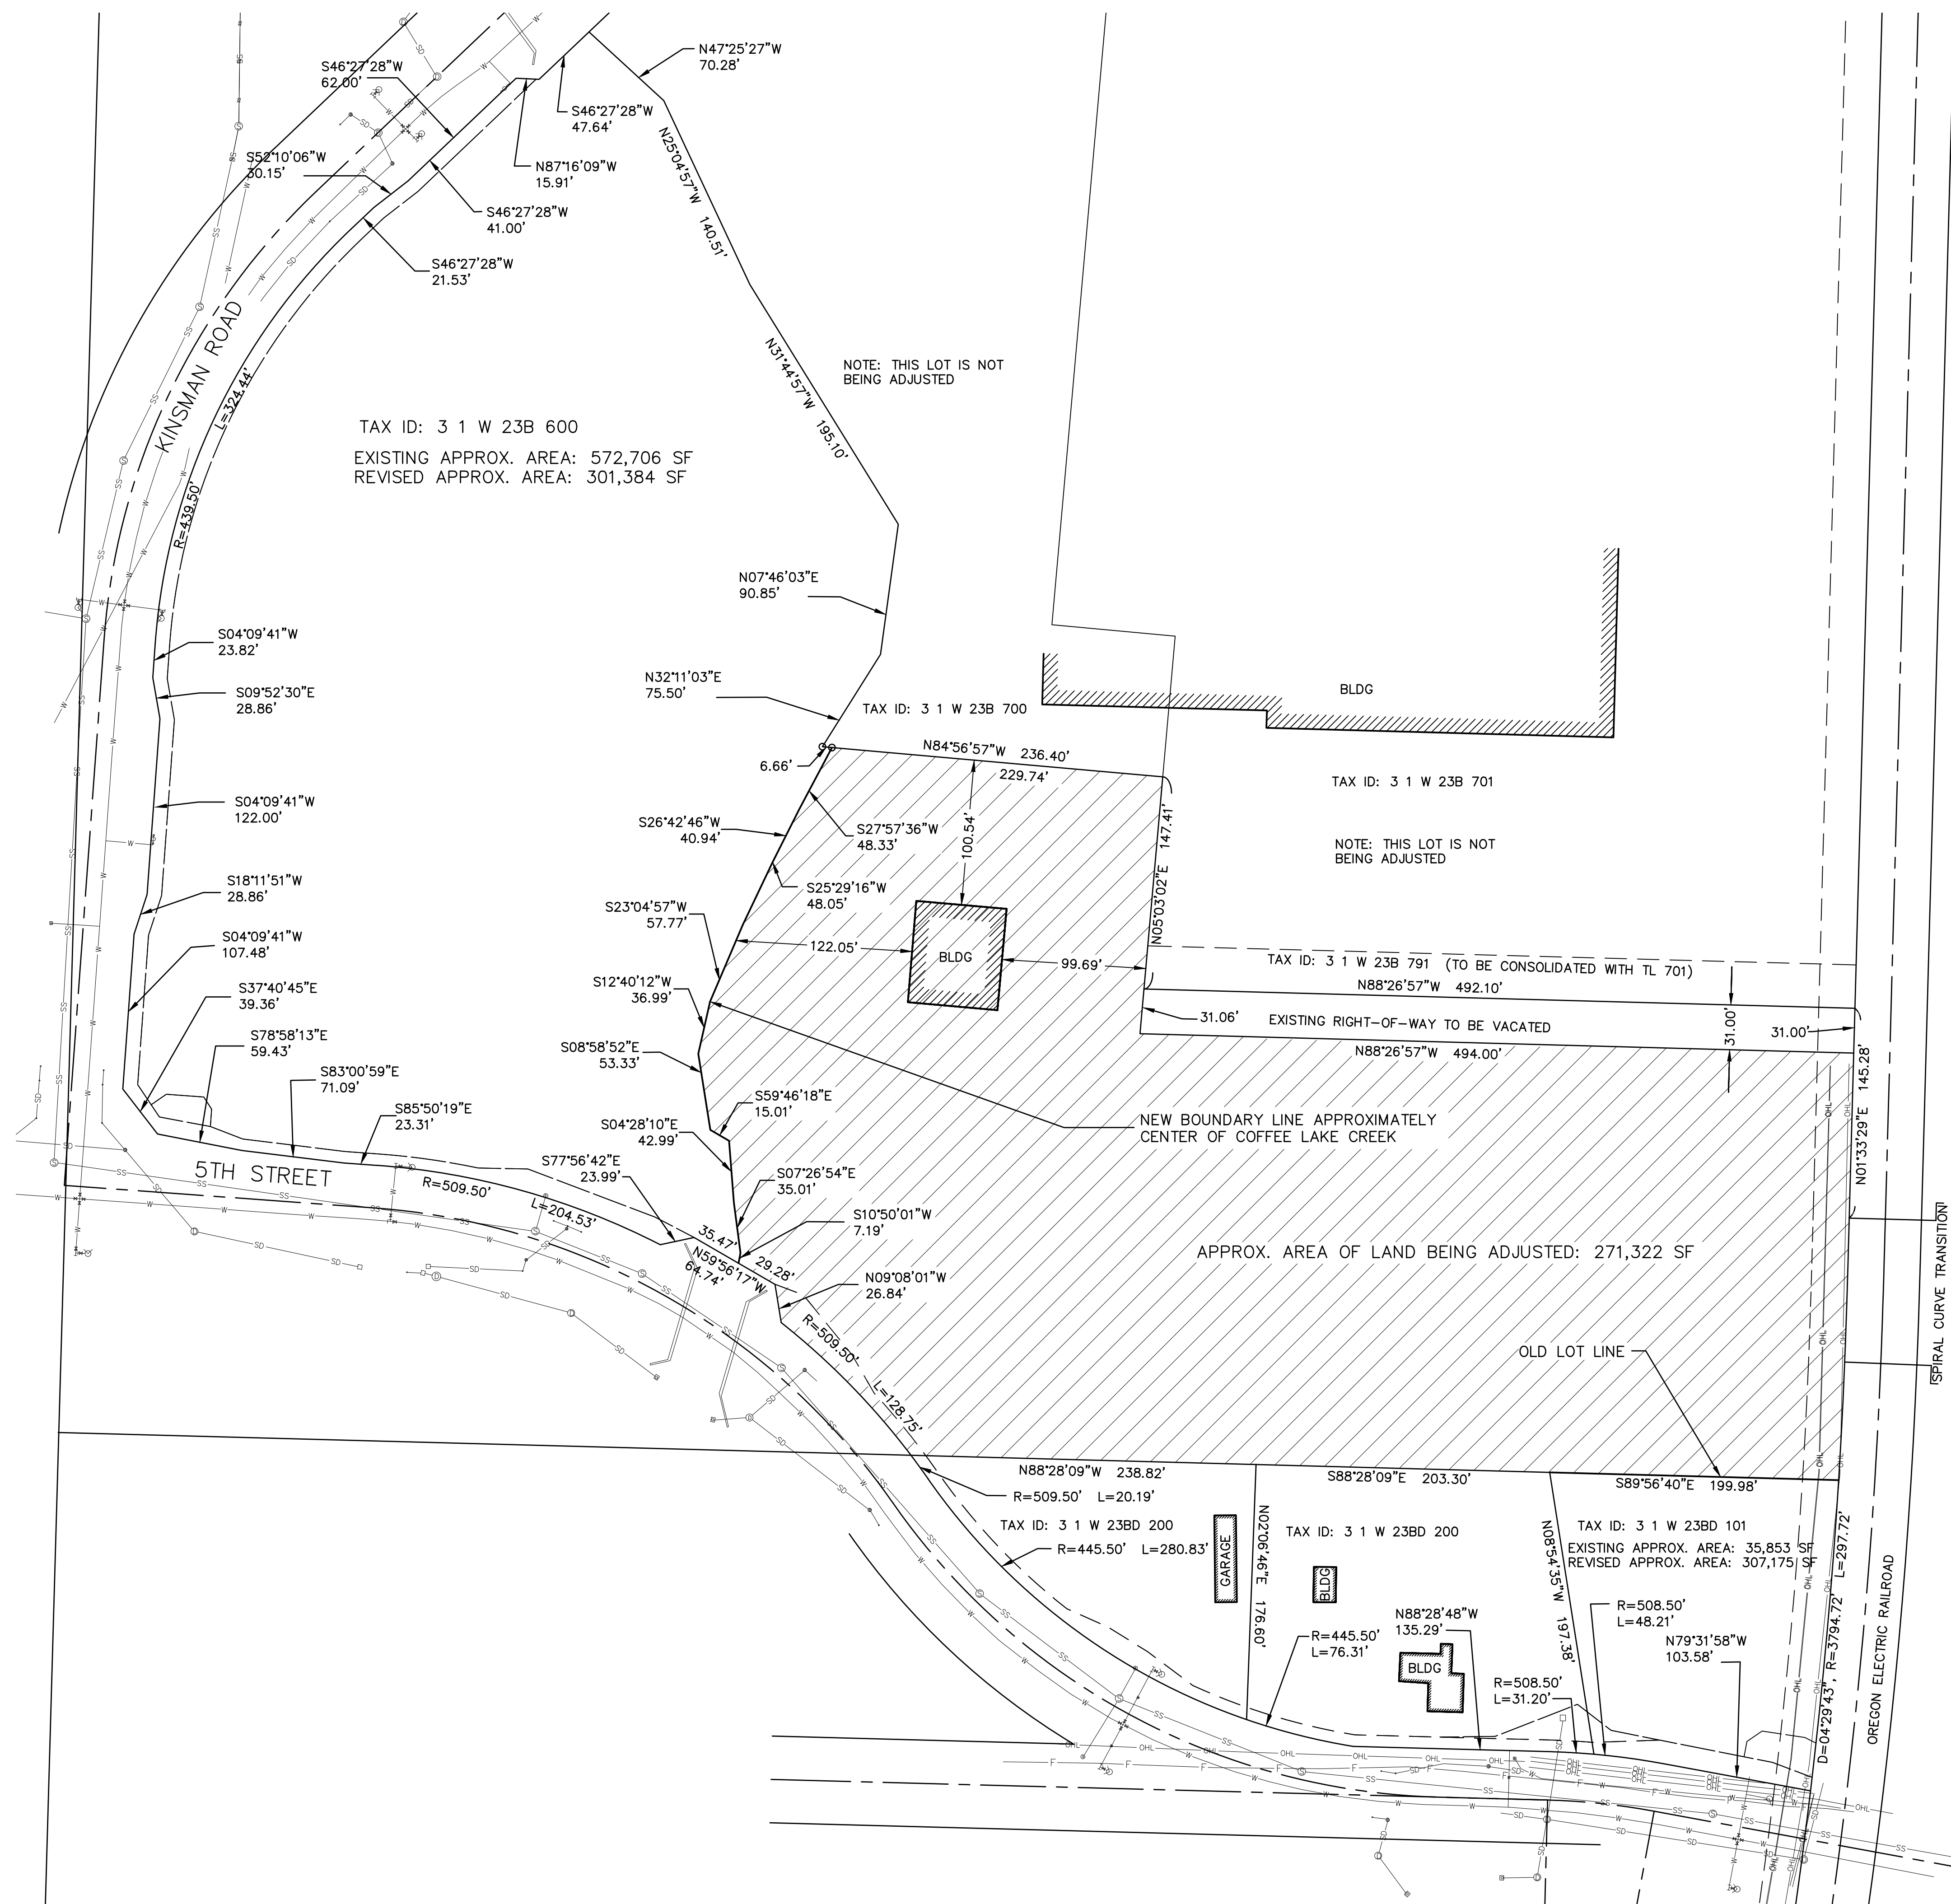 N47°25'27"W
70.28'
S46°27'28"W
62.00'
S46°27'28"W
47.64'
N87°16'09"W
15.91'
S52°10'06"W
30.15'
S46°27'28"W
41.00'
S46°27'28"W
21.53'
N25°04'57"W 140.51'
KINSMAN ROAD
L=324.44'
R=439.50'
N31°44'57"W 195.10'
NOTE: THIS LOT IS NOT
BEING ADJUSTED
TAX ID: 3 1 W 23B 600
EXISTING APPROX. AREA: 572,706 SF
REVISED APPROX. AREA: 301,384 SF
N07°46'03"E
90.85'
S04°09'41"W
23.82'
S09°52'30"E
28.86'
N32°11'03"E
75.50'
TAX ID: 3 1 W 23B 700
BLDG
N84°56'57"W 236.40'
229.74'
6.66'
TAX ID: 3 1 W 23B 701
S04°09'41"W
122.00'
S26°42'46"W
40.94'
S27°57'36"W
48.33'
100.54'
N05°03'02"E 147.41'
NOTE: THIS LOT IS NOT
BEING ADJUSTED
S18°11'51"W
28.86'
S25°29'16"W
48.05'
S23°04'57"W
57.77'
S04°09'41"W
107.48'
122.05'
BLDG
99.69'
TAX ID: 3 1 W 23B 791 (TO BE CONSOLIDATED WITH TL 701)
N88°26'57"W 492.10'
S12°40'12"W
36.99'
S37°40'45"E
39.36'
31.06'
EXISTING RIGHT-OF-WAY TO BE VACATED
31.00'
31.00'
N88°26'57"W 494.00'
S78°58'13"E
59.43'
S08°58'52"E
53.33'
S83°00'59"E
71.09'
S59°46'18"E
15.01'
N01°33'29"E 145.28'
S85°50'19"E
23.31'
S04°28'10"E
42.99'
NEW BOUNDARY LINE APPROXIMATELY
CENTER OF COFFEE LAKE CREEK
5TH STREET
R=509.50'
L=204.53'
S77°56'42"E
23.99'
S07°26'54"E
35.01'
S10°50'01"W
7.19'
35.47'
29.28'
N59°56'17"W
64.74'
N09°08'01"W
26.84'
APPROX. AREA OF LAND BEING ADJUSTED: 271,322 SF
SPIRAL CURVE TRANSITION
R=509.50'
L=128.75'
OLD LOT LINE
N88°28'09"W 238.82'
S88°28'09"E 203.30'
S89°56'40"E 199.98'
R=509.50' L=20.19'
TAX ID: 3 1 W 23BD 200
R=445.50' L=280.83'
GARAGE
N02°06'46"E 176.60'
TAX ID: 3 1 W 23BD 200
BLDG
N08°54'35"W 197.38'
TAX ID: 3 1 W 23BD 101
EXISTING APPROX. AREA: 35,853 SF
REVISED APPROX. AREA: 307,175 SF
D=04°29'43", R=3794.72' L=297.72'
OREGON ELECTRIC RAILROAD
N88°28'48"W
135.29'
BLDG
R=445.50'
L=76.31'
R=508.50'
L=48.21'
N79°31'58"W
103.58'
R=508.50'
L=31.20'